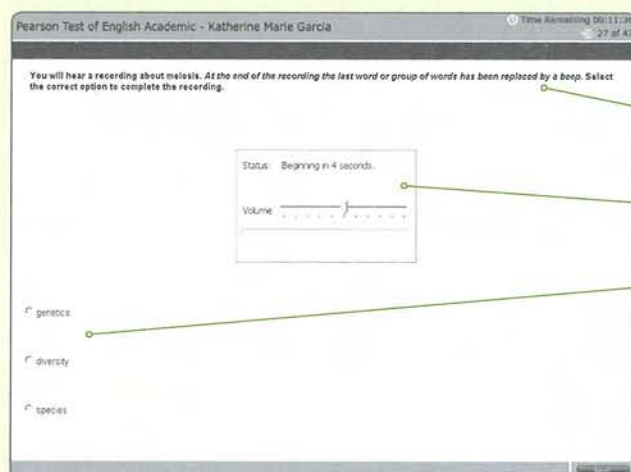 Pearson Test of English Academic - Katherine Marie Garcia
Time Remaining 00:11:36
27 of 42
You will hear a recording about meiosis. At the end of the recording the last word or group of words has been replaced by a beep. Select
the correct option to complete the recording.
Status Beginning in 4 seconds.
Volume
genetics
diversity
species